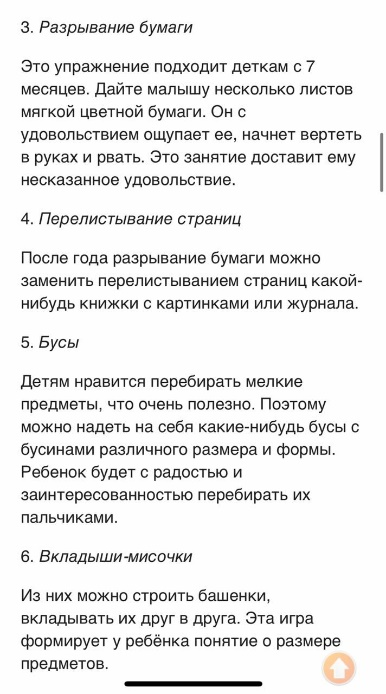 3. Разрывание бумаги
Это упражнение подходит деткам с 7
месяцев. Дайте малышу несколько листов
мягкой цветной бумаги. Он с
удовольствием ощупает ее, начнет вертеть
в руках и рвать. Это занятие доставит ему
несказанное удовольствие.
4. Перелистывание страниц
После года разрывание бумаги можно
заменить перелистыванием страниц какой-
нибудь книжки с картинками или журнала.
5. Бусы
Детям нравится перебирать мелкие
предметы, что очень полезно. Поэтому
можно надеть на себя какие-нибудь бусы с
бусинами различного размера и формы.
Ребенок будет с радостью и
заинтересованностью перебирать их
пальчиками.
6. Вкладыши-мисочки
Из них можно строить башенки,
вкладывать их друг в друга. Эта игра
формирует у ребёнка понятие о размере
предметов.